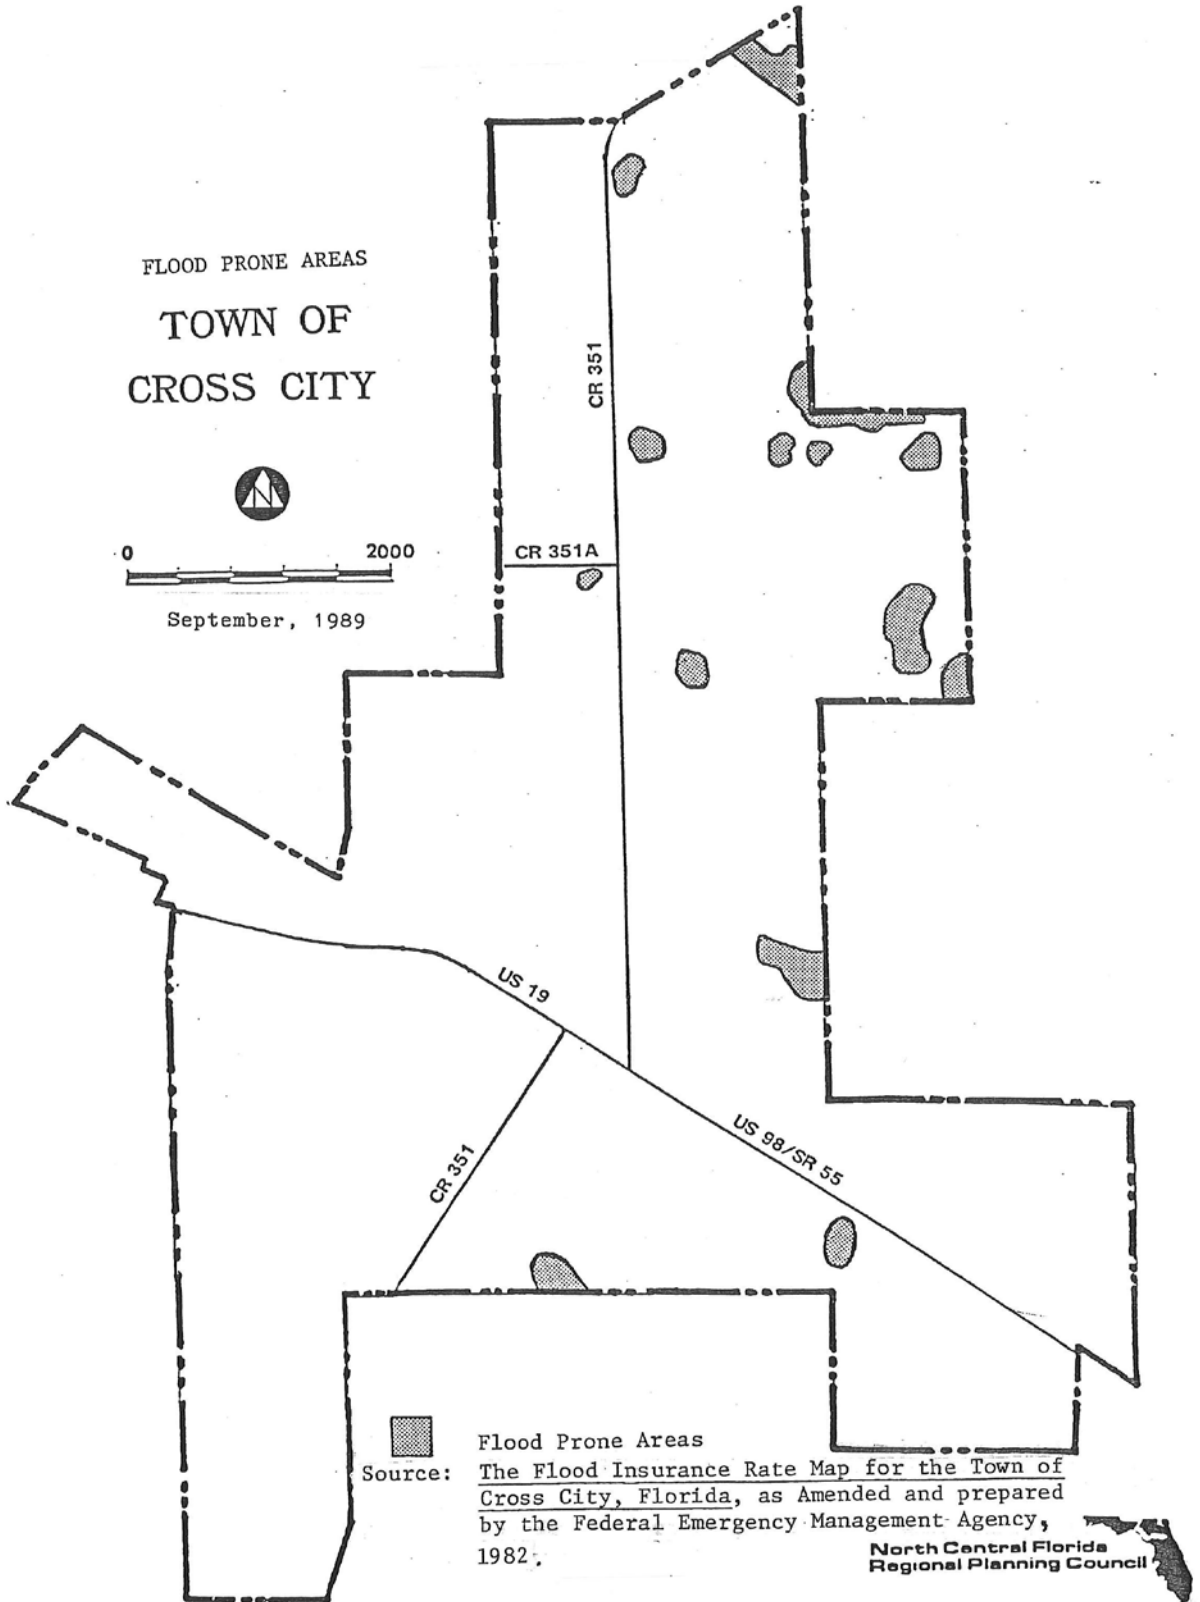 FLOOD PRONE AREAS
TOWN OF
CROSS CITY
N
0 2000
September, 1989
CR 351
CR 351A
US 19
CR 351
US 98/SR 55
Flood Prone Areas
Source: The Flood Insurance Rate Map for the Town of
Cross City, Florida, as Amended and prepared
by the Federal Emergency Management Agency,
1982.
North Central Florida
Regional Planning Council